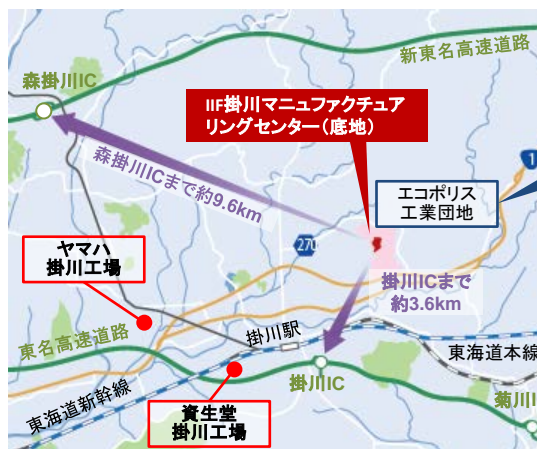 新東名高速道路
森掛川IC
IIF掛川マニュファクチュア
リングセンター(底地)
1
エコポリス
工業団地
森掛川ICまで約9.6km
270
ヤマハ
掛川工場
掛川ICまで
約3.6km
東名高速道路
掛川駅
東海道本線
掛川IC
東海道新幹線
資生堂
掛川工場
菊川I